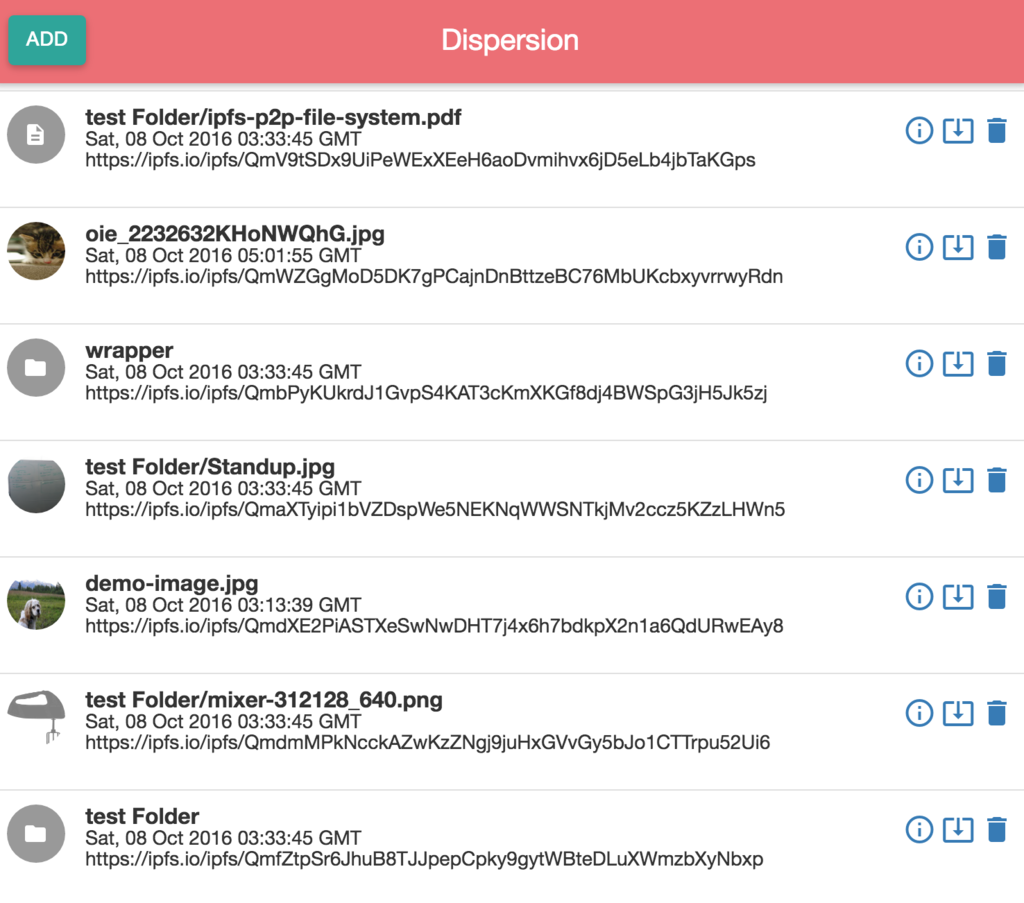 ADD
Dispersion
test Folder/ipfs-p2p-file-system.pdf
Sat, 08 Oct 2016 03:33:45 GMT
https://ipfs.io/ipfs/QmV9tSDx9UiPeWExXEeH6aoDvmihvx6jD5eLb4jbTaKGps
oie_2232632KHoNWQhG.jpg
Sat, 08 Oct 2016 05:01:55 GMT
https://ipfs.io/ipfs/QmWZGgMoD5DK7gPCajnDnBttzeBC76MbUKcbxyvrrwyRdn
wrapper
Sat, 08 Oct 2016 03:33:45 GMT
https://ipfs.io/ipfs/QmbPyKUkrdJ1GvpS4KAT3cKmXKGf8dj4BWSpG3jH5Jk5zj
test Folder/Standup.jpg
Sat, 08 Oct 2016 03:33:45 GMT
https://ipfs.io/ipfs/QmaXTyipi1bVZDspWe5NEKNqWWSNTkjMv2ccz5KZzLHWn5
demo-image.jpg
Sat, 08 Oct 2016 03:13:39 GMT
https://ipfs.io/ipfs/QmdXE2PiASTXeSwNwDHT7j4x6h7bdkpX2n1a6QdURwEAy8
test Folder/mixer-312128_640.png
Sat, 08 Oct 2016 03:33:45 GMT
https://ipfs.io/ipfs/QmdmMPkNcckAZwKzZNgj9juHxGVvGy5bJo1CTTrpu52Ui6
test Folder
Sat, 08 Oct 2016 03:33:45 GMT
https://ipfs.io/ipfs/QmfZtpSr6JhuB8TJJpepCpky9gytWBteDLuXWmzbXyNbxp